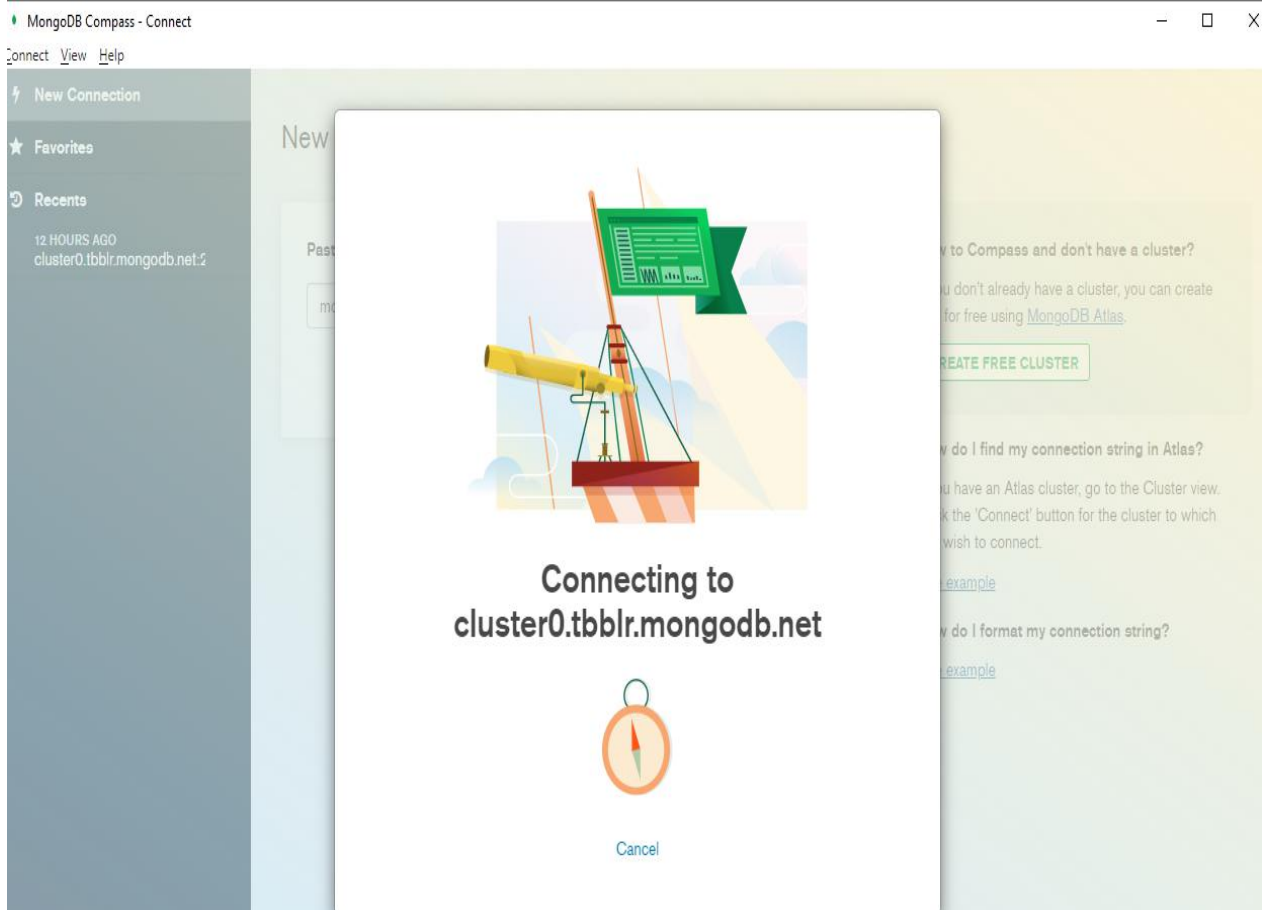 MongoDB Compass - Connect
Connect View Help
New Connection
Favorites
Recents
12 HOURS AGO
cluster0.tbblr.mongodb.net:2
New
Past
Connecting to
cluster0.tbblr.mongodb.net
Cancel
to Compass and don't have a cluster?
don't already have a cluster, you can create
for free using MongoDB Atlas.
REATE FREE CLUSTER
do I find my connection string in Atlas?
have an Atlas cluster, go to the Cluster view.
the 'Connect' button for the cluster to which
wish to connect.
example
do I format my connection string?
example